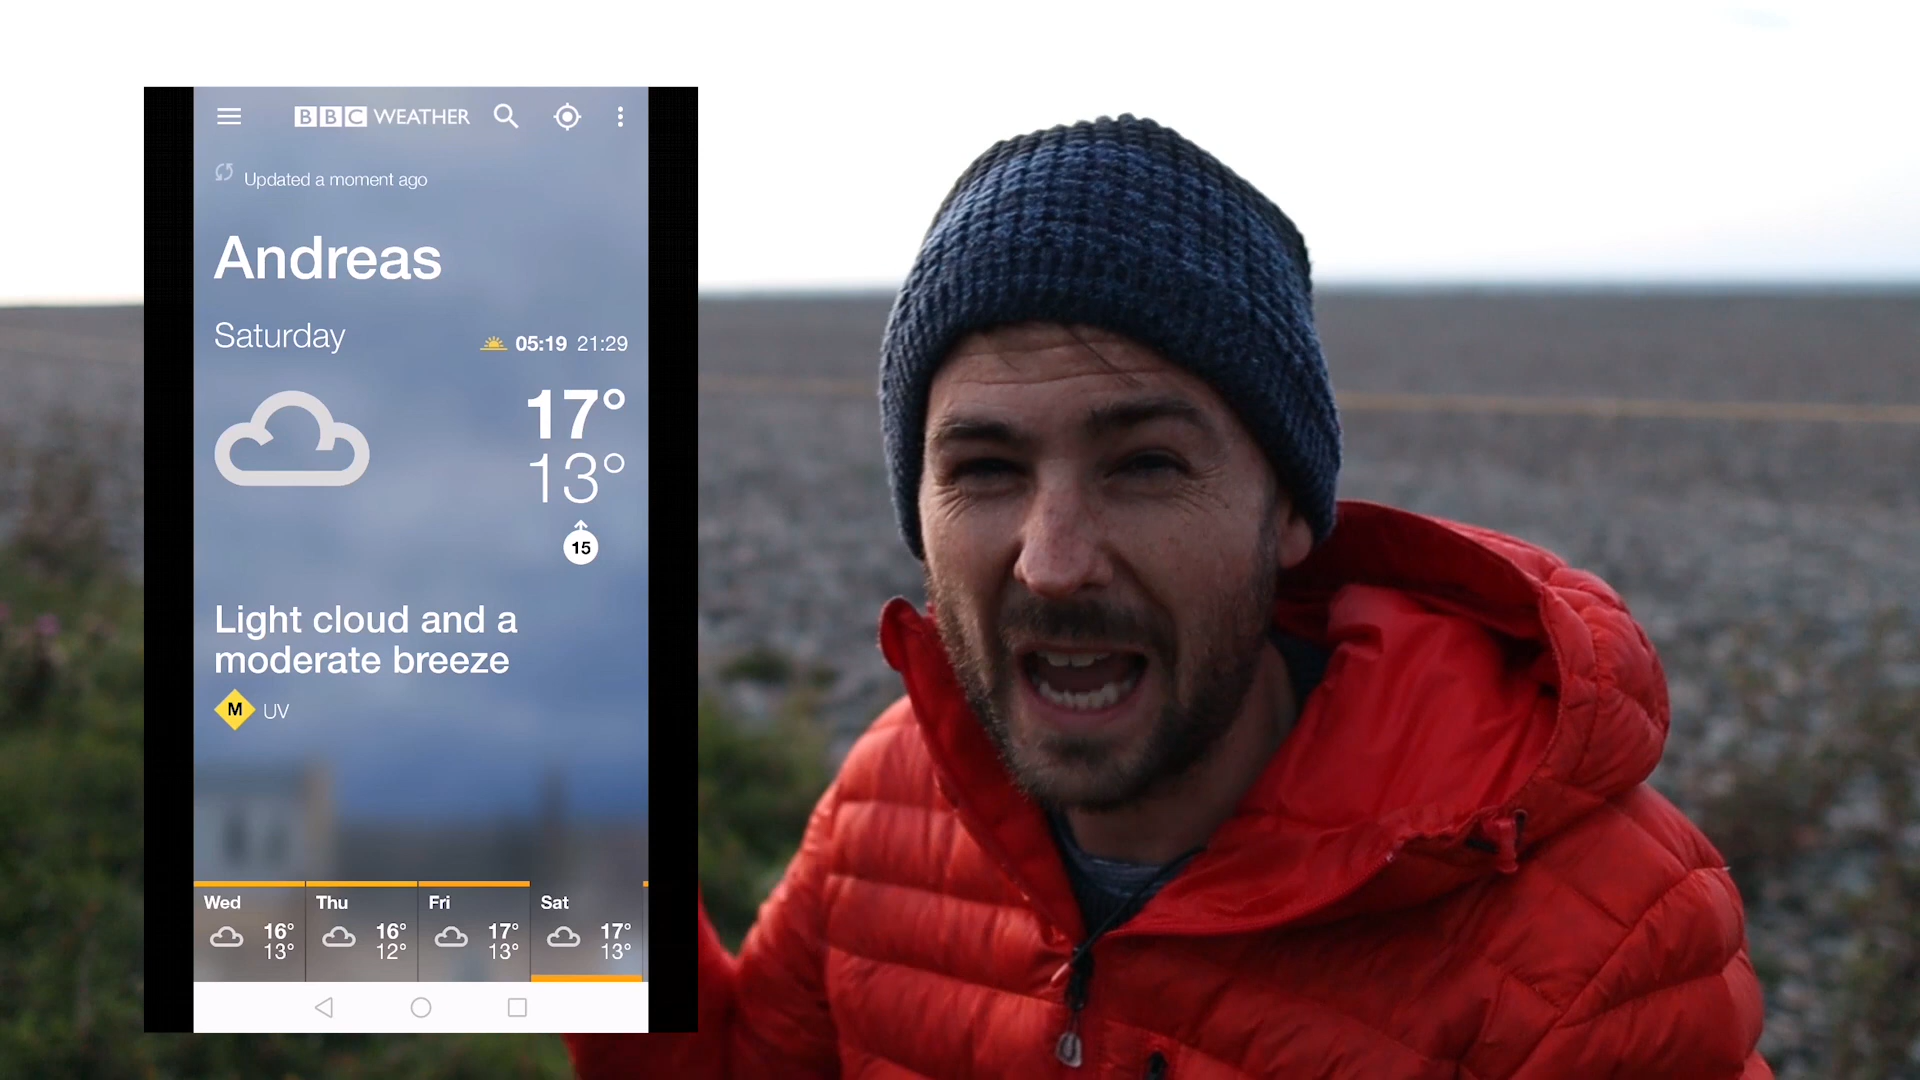 BBC WEATHER
Updated a moment ago
Andreas
Saturday
05:19 21:29
17°
13°
15
Light cloud and a
moderate breeze
M UV
Wed Thu Fri Sat
16° 16° 17° 17°
13° 12° 13° 13°